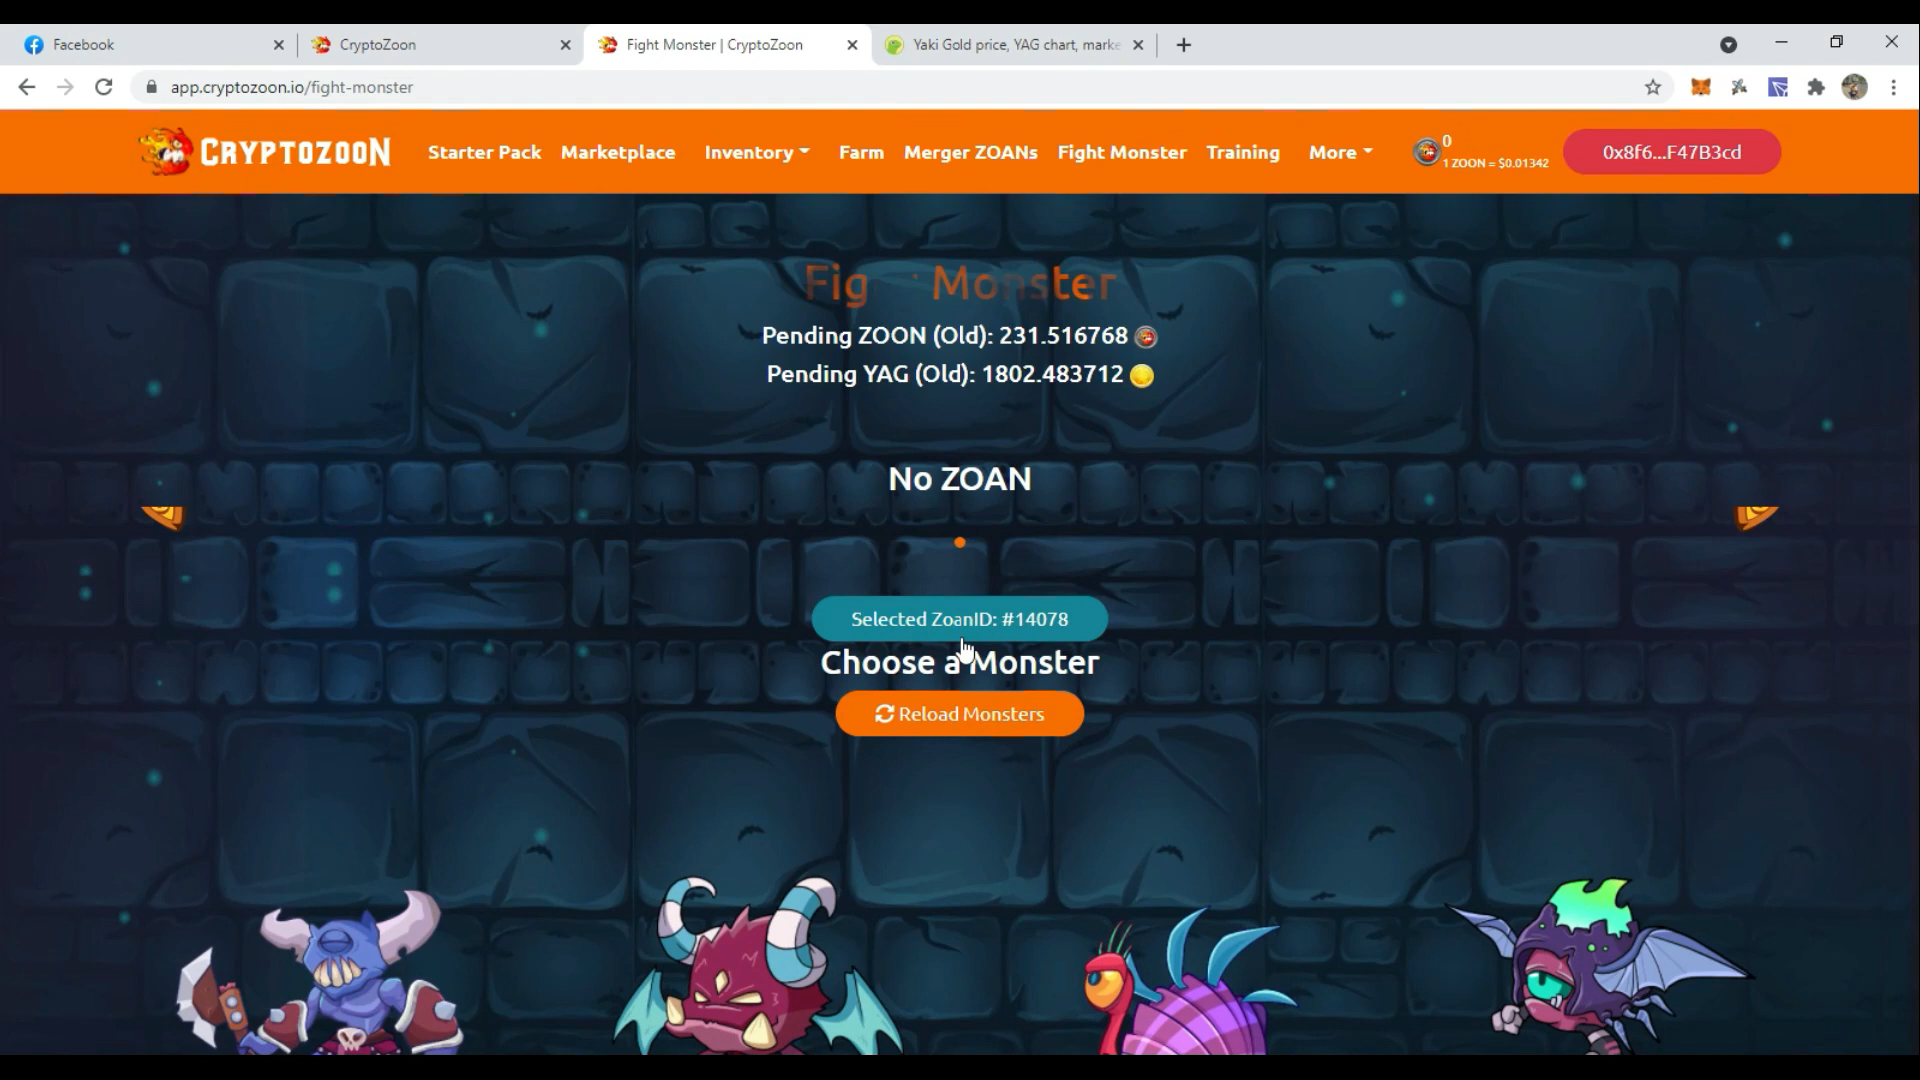 Facebook
CryptoZoon
Fight Monster | CryptoZoon
Yaki Gold price, YAG chart, marke
app.cryptozoon.io/fight-monster
CRYPTOZOON
Starter Pack
Marketplace
Inventory
Farm
Merger ZOANs
Fight Monster
Training
More
0
1 ZOON = $0.01342
0x8f6...F47B3cd
Fig Monster
Pending ZOON (Old): 231.516768
Pending YAG (Old): 1802.483712
No ZOAN
Selected ZoanID: #14078
Choose a Monster
Reload Monsters